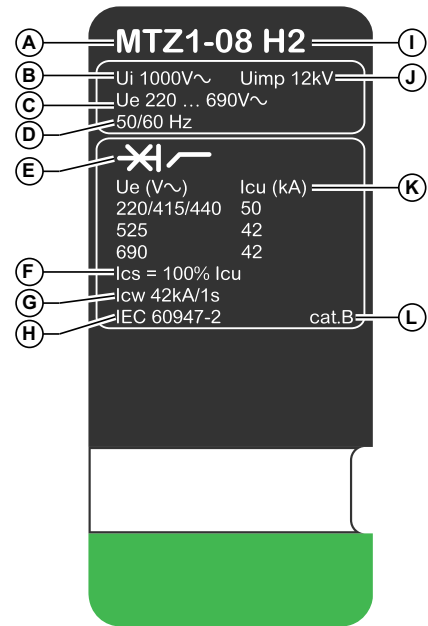 A MTZ1-08 H2 I
B Ui 1000V∿ Uimp 12kV J
C Ue 220 ... 690V∿
D 50/60 Hz
E
Ue (V∿) Icu (kA) K
220/415/440 50
525 42
690 42
F Ics = 100% Icu
G Icw 42kA/1s
H IEC 60947-2 cat.B L